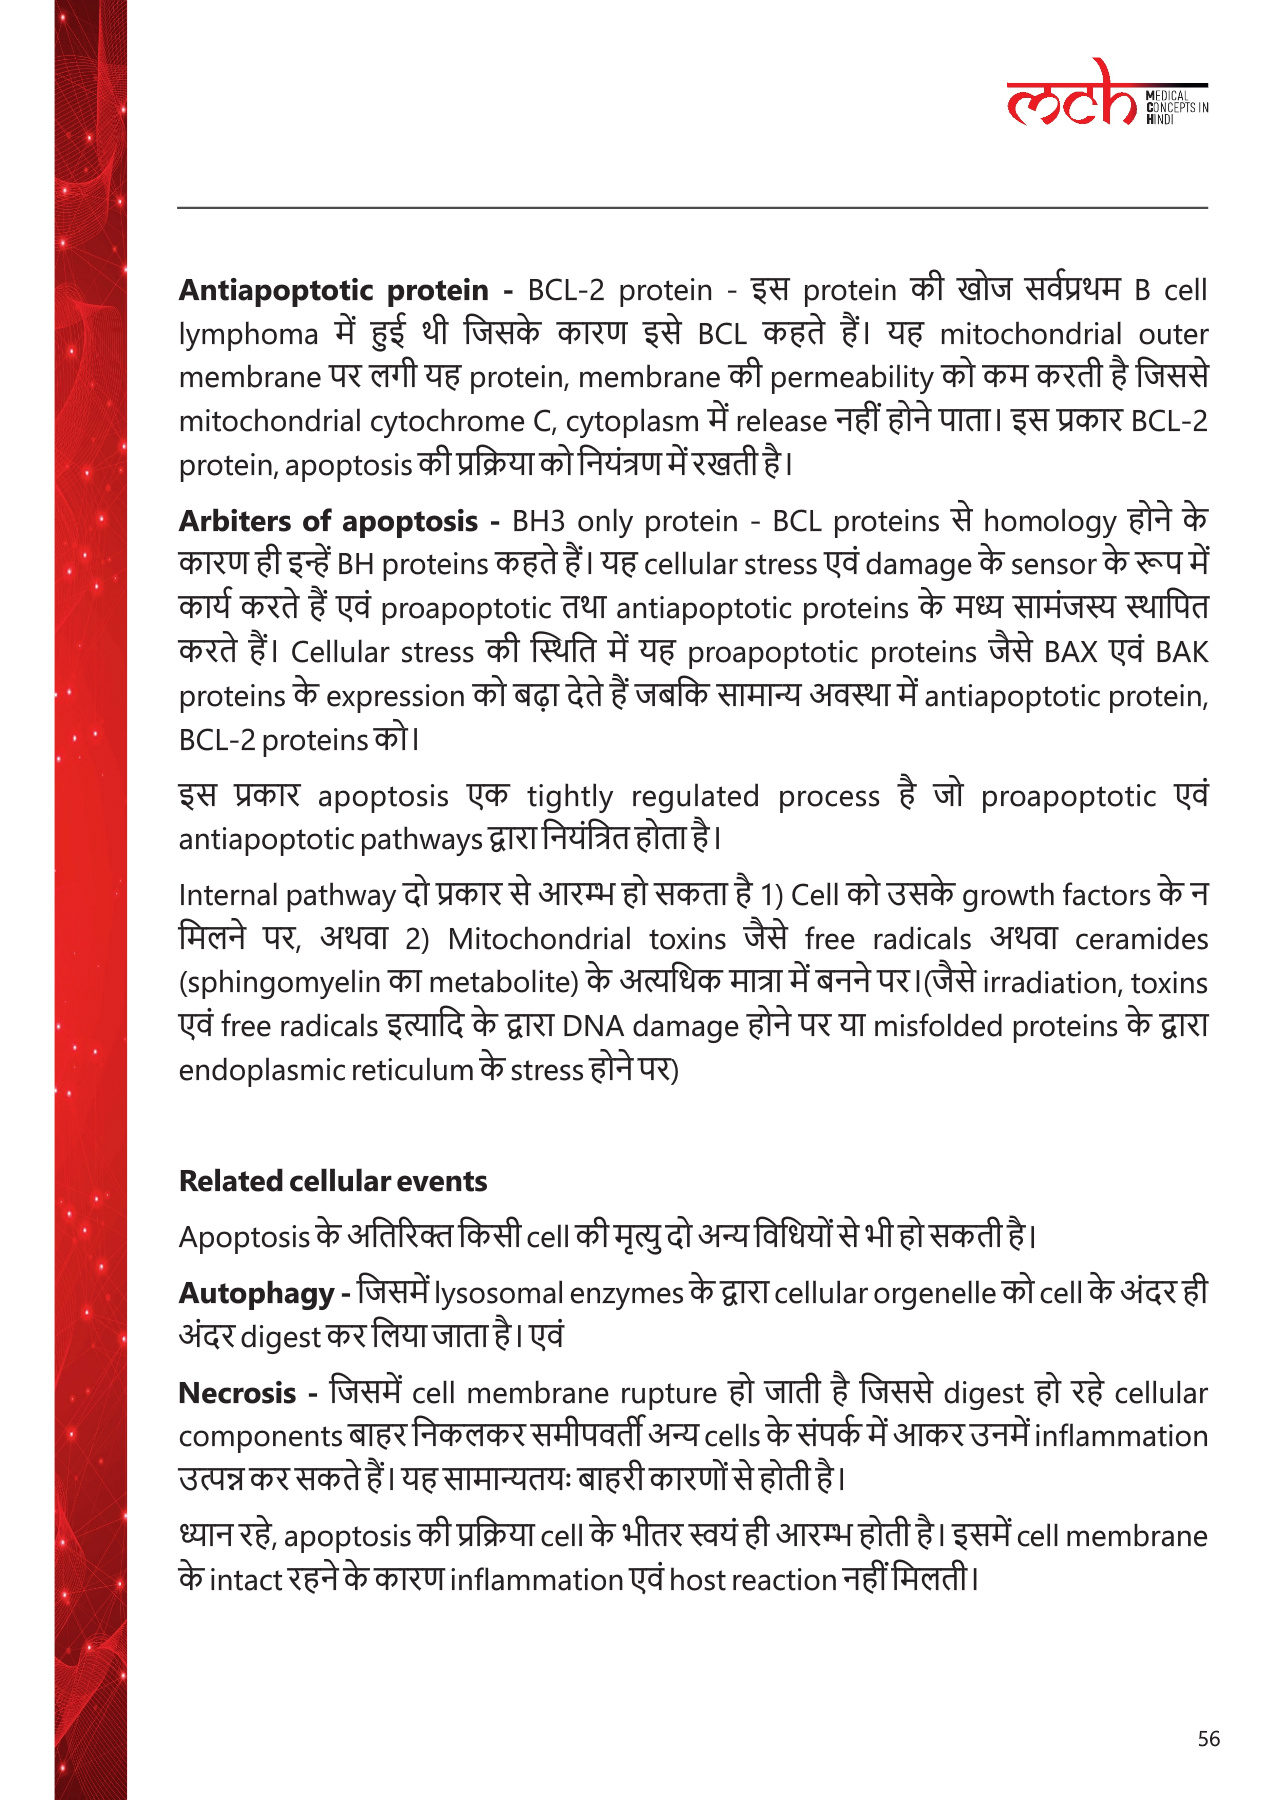 mch MEDICAL
CONCEPTS IN
HINDI
Antiapoptotic protein - BCL-2 protein - इस protein की खोज सर्वप्रथम B cell
lymphoma में हुई थी जिसके कारण इसे BCL कहते हैं। यह mitochondrial outer
membrane पर लगी यह protein, membrane की permeability को कम करती है जिससे
mitochondrial cytochrome C, cytoplasm में release नहीं होने पाता। इस प्रकार BCL-2
protein, apoptosis की प्रक्रिया को नियंत्रण में रखती है।
Arbiters of apoptosis - BH3 only protein - BCL proteins से homology होने के
कारण ही इन्हें BH proteins कहते हैं। यह cellular stress एवं damage के sensor के रूप में
कार्य करते हैं एवं proapoptotic तथा antiapoptotic proteins के मध्य सामंजस्य स्थापित
करते हैं। Cellular stress की स्थिति में यह proapoptotic proteins जैसे BAX एवं BAK
proteins के expression को बढ़ा देते हैं जबकि सामान्य अवस्था में antiapoptotic protein,
BCL-2 proteins को।
इस प्रकार apoptosis एक tightly regulated process है जो proapoptotic एवं
antiapoptotic pathways द्वारा नियंत्रित होता है।
Internal pathway दो प्रकार से आरम्भ हो सकता है 1) Cell को उसके growth factors के न
मिलने पर, अथवा 2) Mitochondrial toxins जैसे free radicals अथवा ceramides
(sphingomyelin का metabolite) के अत्यधिक मात्रा में बनने पर।(जैसे irradiation, toxins
एवं free radicals इत्यादि के द्वारा DNA damage होने पर या misfolded proteins के द्वारा
endoplasmic reticulum के stress होने पर)
Related cellular events
Apoptosis के अतिरिक्त किसी cell की मृत्यु दो अन्य विधियों से भी हो सकती है।
Autophagy - जिसमें lysosomal enzymes के द्वारा cellular orgenelle को cell के अंदर ही
अंदर digest कर लिया जाता है। एवं
Necrosis - जिसमें cell membrane rupture हो जाती है जिससे digest हो रहे cellular
components बाहर निकलकर समीपवर्ती अन्य cells के संपर्क में आकर उनमें inflammation
उत्पन्न कर सकते हैं। यह सामान्यतयः बाहरी कारणों से होती है।
ध्यान रहे, apoptosis की प्रक्रिया cell के भीतर स्वयं ही आरम्भ होती है। इसमें cell membrane
के intact रहने के कारण inflammation एवं host reaction नहीं मिलती।
56